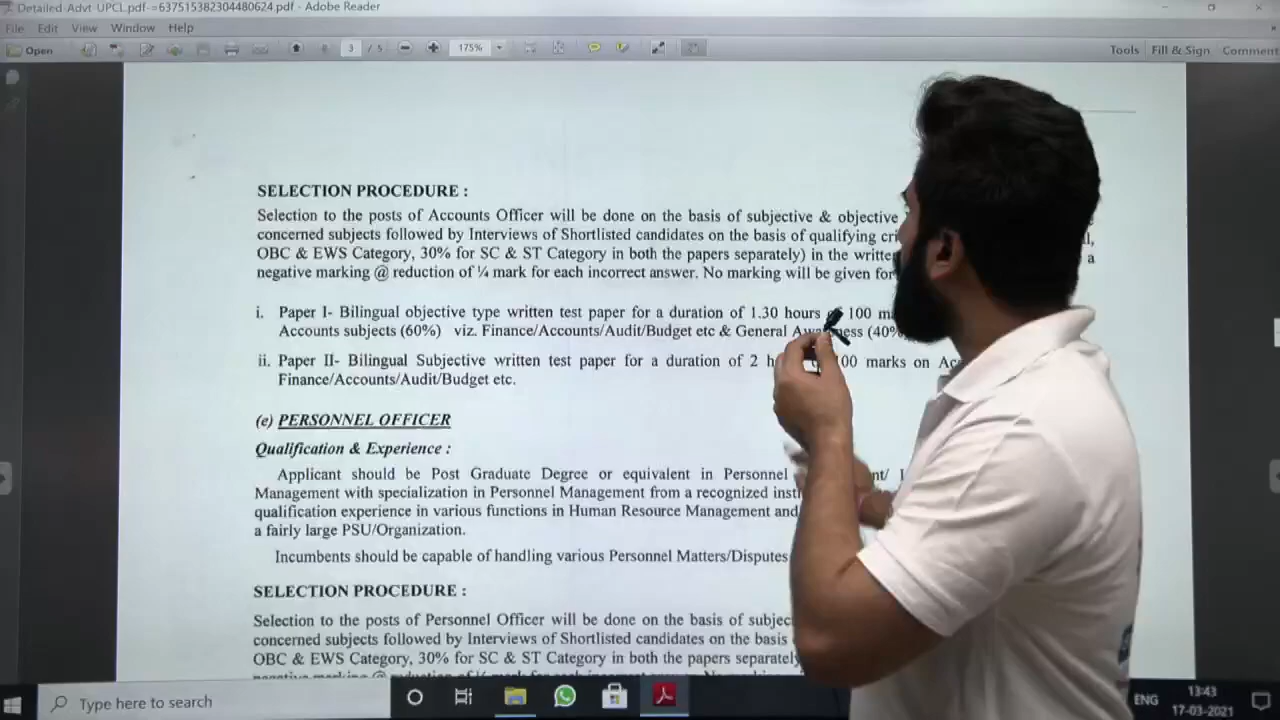 Detailed-Advt-UPCL.pdf-=637515382304480624.pdf - Adobe Reader
File Edit View Window Help
Open 3 / 5 175% Tools Fill & Sign Comment
SELECTION PROCEDURE :
Selection to the posts of Accounts Officer will be done on the basis of subjective & objective
concerned subjects followed by Interviews of Shortlisted candidates on the basis of qualifying
OBC & EWS Category, 30% for SC & ST Category in both the papers separately) in the a
negative marking @ reduction of ¼ mark for each incorrect answer. No marking will be given for
i. Paper I- Bilingual objective type written test paper for a duration of 1.30 hours 100
Accounts subjects (60%) viz. Finance/Accounts/Audit/Budget etc & General (40%
ii. Paper II- Bilingual Subjective written test paper for a duration of 2 marks on
Finance/Accounts/Audit/Budget etc.
(e) PERSONNEL OFFICER
Qualification & Experience :
Applicant should be Post Graduate Degree or equivalent in Personnel
Management with specialization in Personnel Management from a recognized
qualification experience in various functions in Human Resource Management and
a fairly large PSU/Organization.
Incumbents should be capable of handling various Personnel Matters/Disputes
SELECTION PROCEDURE :
Selection to the posts of Personnel Officer will be done on the basis of
concerned subjects followed by Interviews of Shortlisted candidates on the basis
OBC & EWS Category, 30% for SC & ST Category in both the papers separately
Type here to search ENG 13:43
17-03-2021